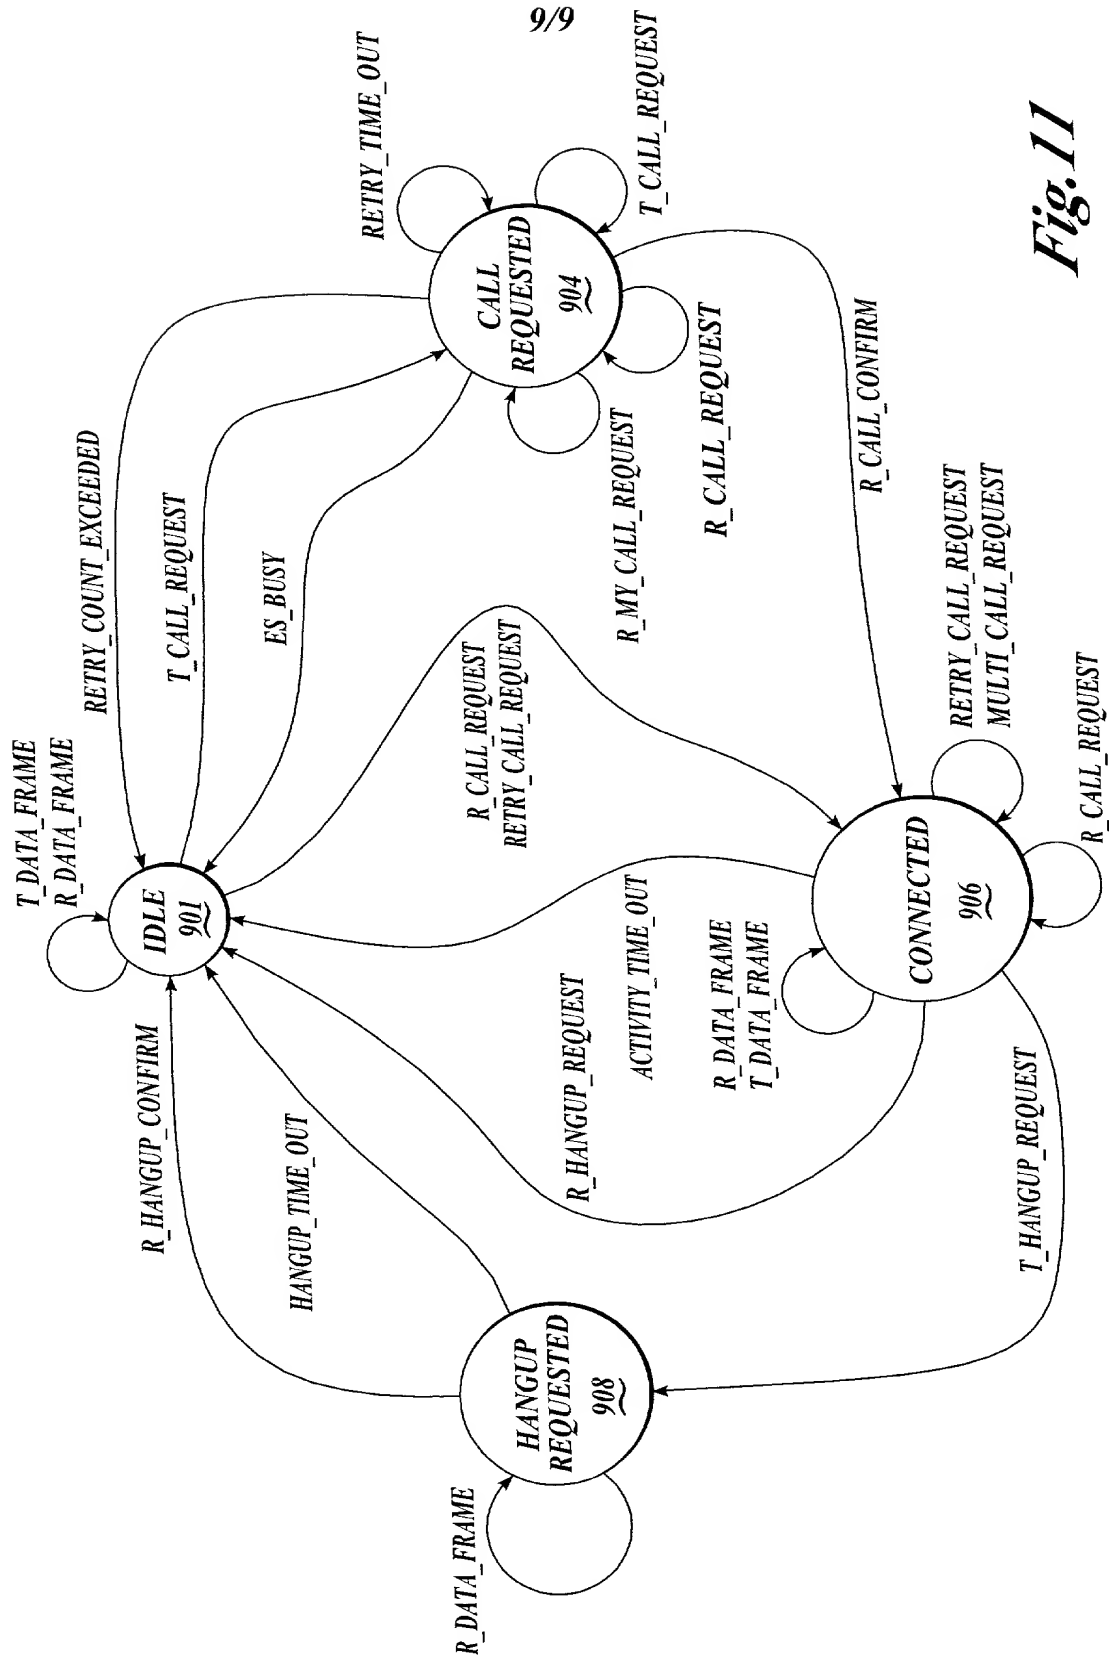 9/9
T_DATA_FRAME
R_DATA_FRAME
IDLE
901
RETRY_COUNT_EXCEEDED
T_CALL_REQUEST
ES_BUSY
RETRY_TIME_OUT
T_CALL_REQUEST
CALL
REQUESTED
904
R_MY_CALL_REQUEST
R_CALL_REQUEST
R_CALL_CONFIRM
R_CALL_REQUEST
RETRY_CALL_REQUEST
R_HANGUP_CONFIRM
HANGUP_TIME_OUT
R_HANGUP_REQUEST
ACTIVITY_TIME_OUT
R_DATA_FRAME
T_DATA_FRAME
CONNECTED
906
RETRY_CALL_REQUEST
MULTI_CALL_REQUEST
R_CALL_REQUEST
T_HANGUP_REQUEST
HANGUP
REQUESTED
908
R_DATA_FRAME
Fig.11